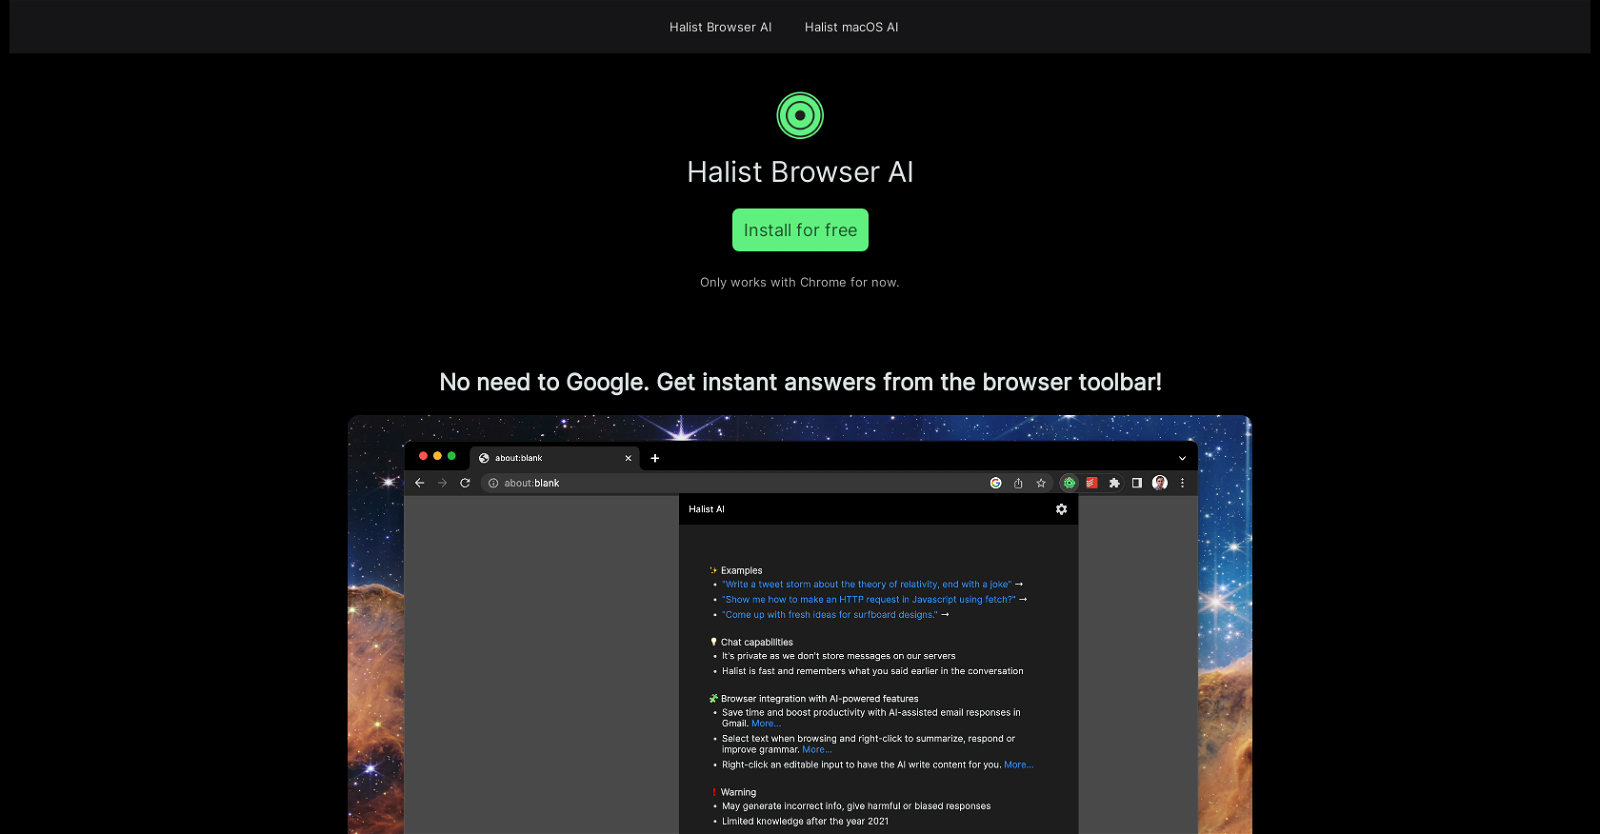 Halist Browser AI Halist macOS AI
Halist Browser AI
Install for free
Only works with Chrome for now.
No need to Google. Get instant answers from the browser toolbar!
about:blank
about:blank
Halist AI
✨ Examples
• "Write a tweet storm about the theory of relativity, end with a joke" →
• "Show me how to make an HTTP request in Javascript using fetch?" →
• "Come up with fresh ideas for surfboard designs." →
💡 Chat capabilities
• It's private as we don't store messages on our servers
• Halist is fast and remembers what you said earlier in the conversation
🧩 Browser integration with AI-powered features
• Save time and boost productivity with AI-assisted email responses in
Gmail. More...
• Select text when browsing and right-click to summarize, respond or
improve grammar. More...
• Right-click an editable input to have the AI write content for you. More...
❗ Warning
• May generate incorrect info, give harmful or biased responses
• Limited knowledge after the year 2021